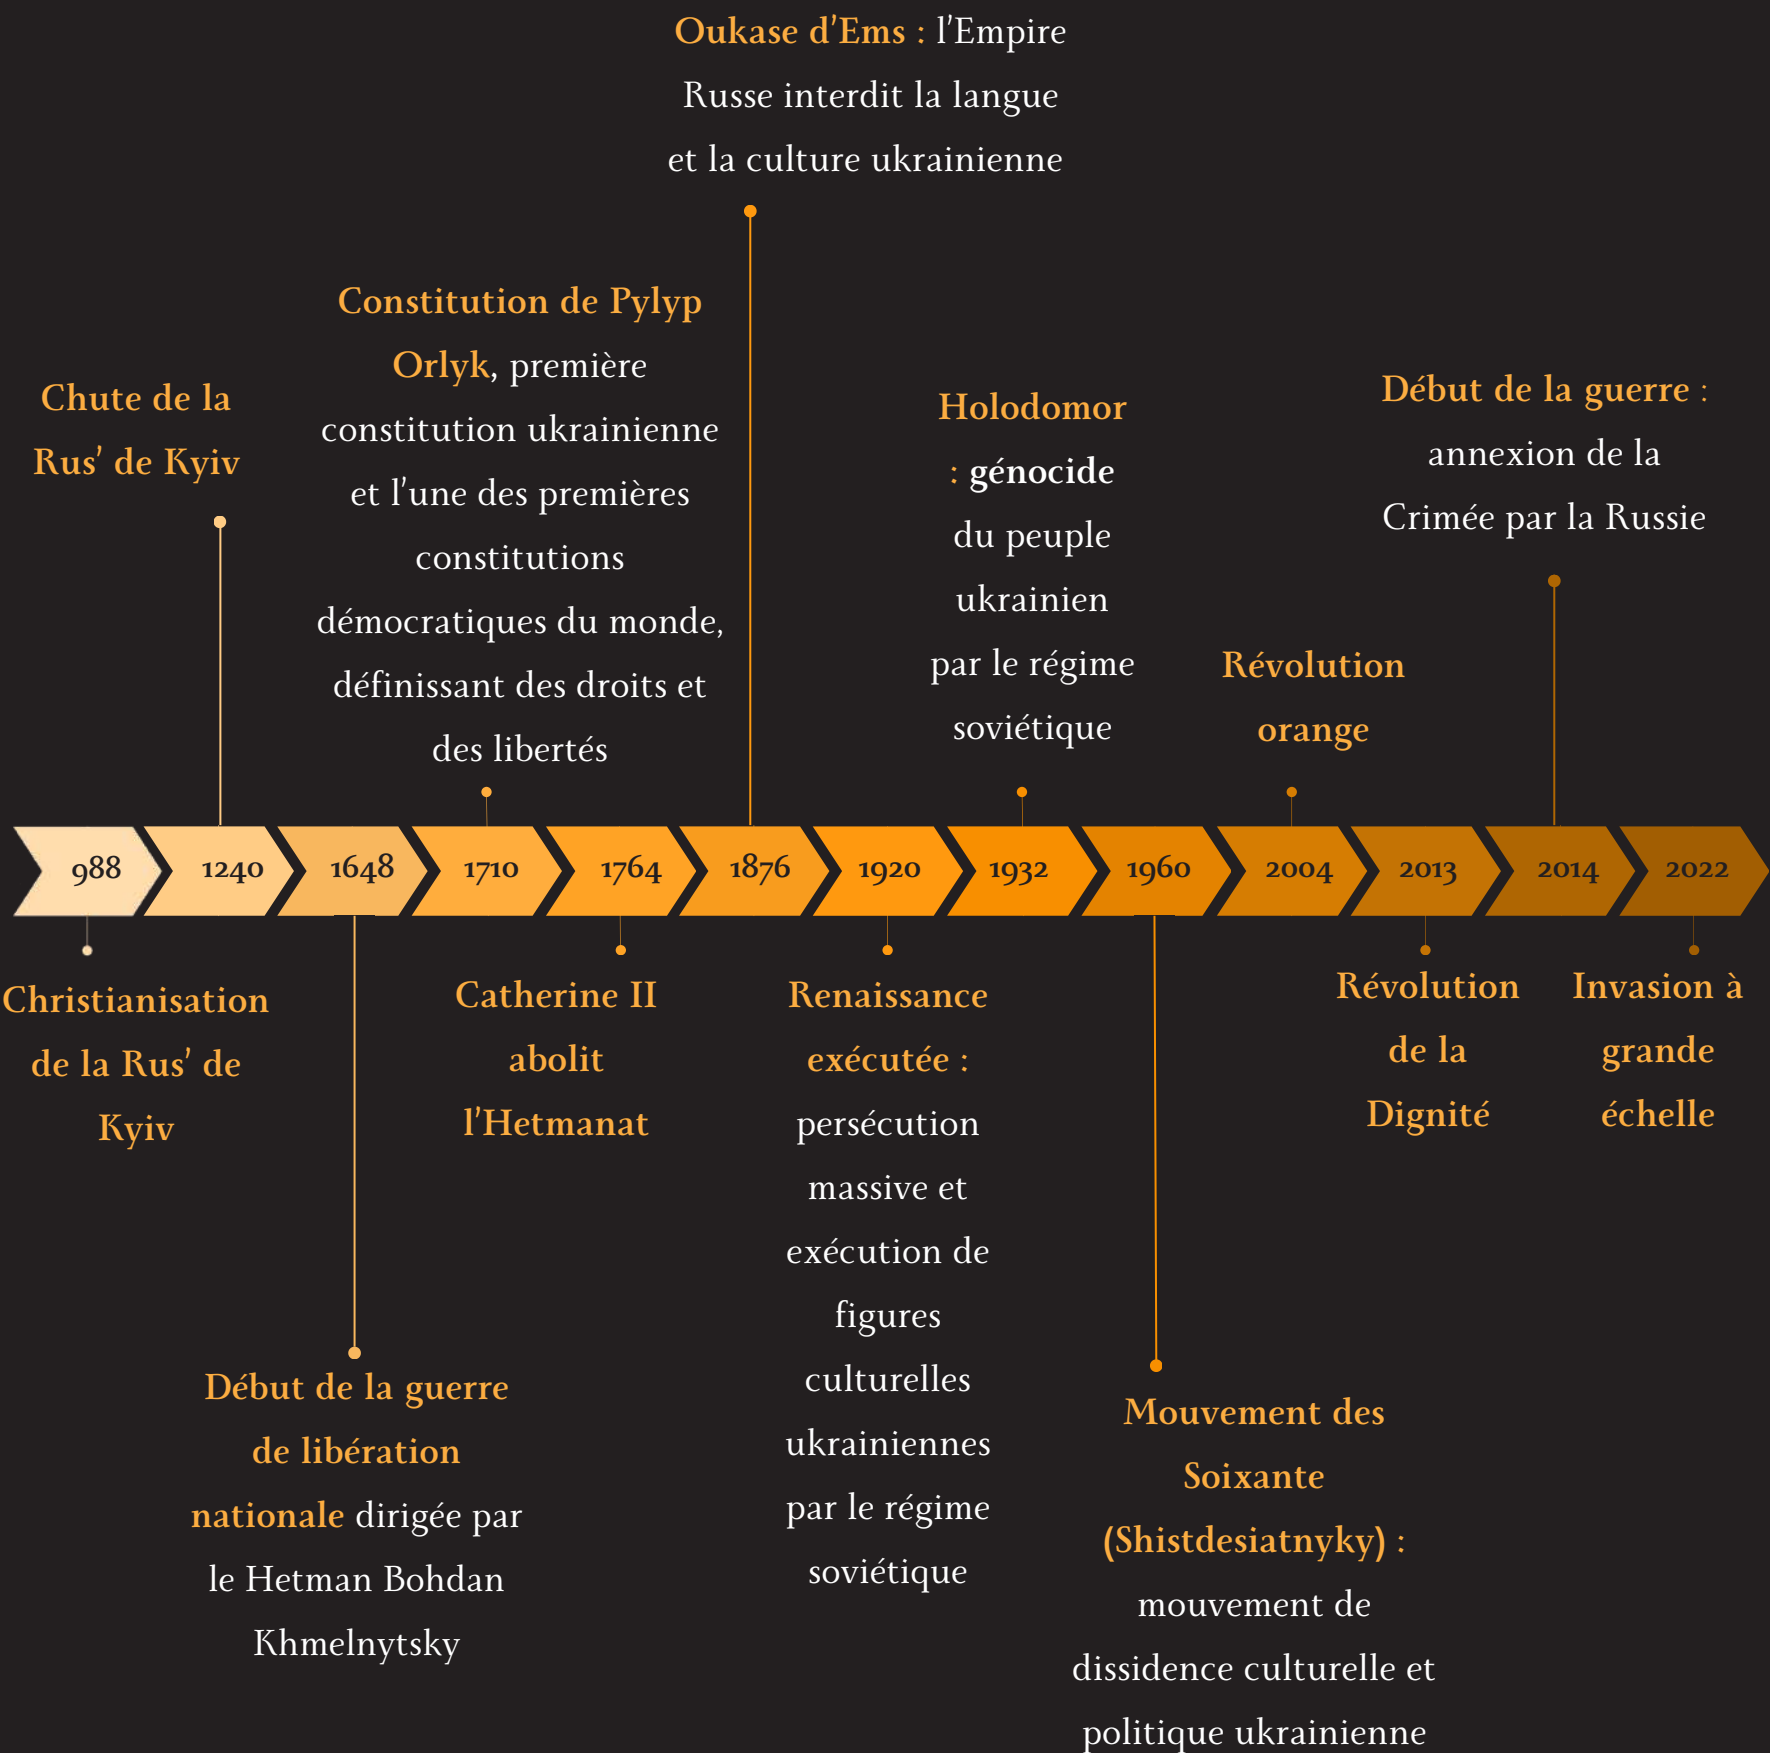 Oukase d'Ems : l'Empire
Russe interdit la langue
et la culture ukrainienne
Constitution de Pylyp
Orlyk, première
constitution ukrainienne
et l'une des premières
constitutions
démocratiques du monde,
définissant des droits et
des libertés
Chute de la
Rus' de Kyiv
Holodomor
: génocide
du peuple
ukrainien
par le régime
soviétique
Début de la guerre :
annexion de la
Crimée par la Russie
Révolution
orange
988
1240
1648
1710
1764
1876
1920
1932
1960
2004
2013
2014
2022
Christianisation
de la Rus' de
Kyiv
Catherine II
abolit
l'Hetmanat
Renaissance
exécutée :
persécution
massive et
exécution de
figures
culturelles
ukrainiennes
par le régime
soviétique
Révolution
de la
Dignité
Invasion à
grande
échelle
Début de la guerre
de libération
nationale dirigée par
le Hetman Bohdan
Khmelnytsky
Mouvement des
Soixante
(Shistdesiatnyky) :
mouvement de
dissidence culturelle et
politique ukrainienne